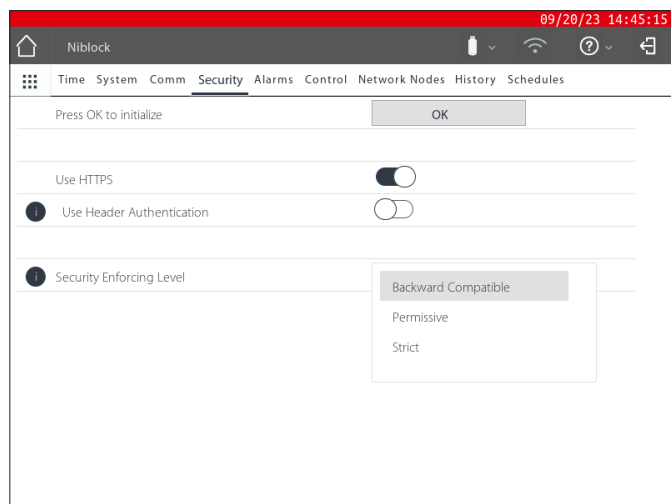 09/20/23 14:45:15
Niblock
Time System Comm Security Alarms Control Network Nodes History Schedules
Press OK to initialize OK
Use HTTPS
i Use Header Authentication
i Security Enforcing Level
Backward Compatible
Permissive
Strict